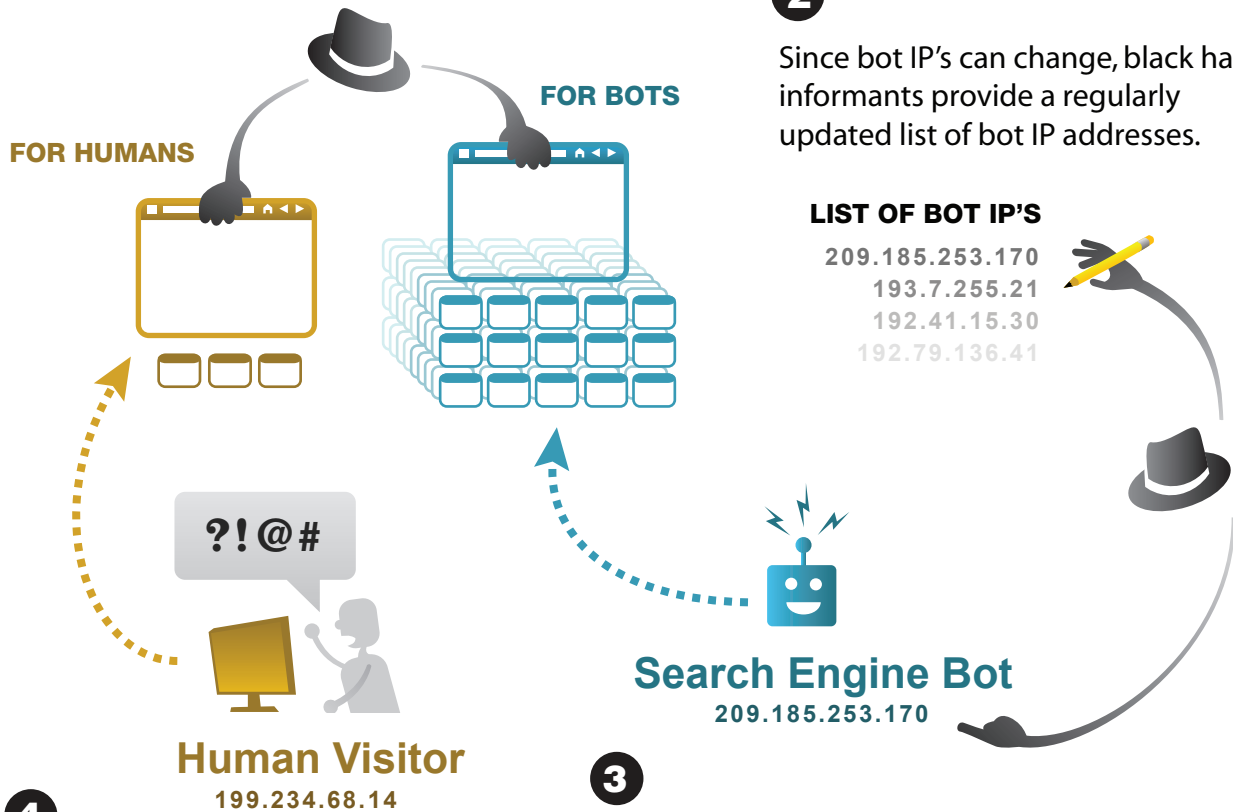 2
Since bot IP's can change, black ha
informants provide a regularly
updated list of bot IP addresses.
FOR HUMANS
FOR BOTS
LIST OF BOT IP'S
209.185.253.170
193.7.255.21
192.41.15.30
192.79.136.41
?!@#
Search Engine Bot
209.185.253.170
Human Visitor
199.234.68.14
3